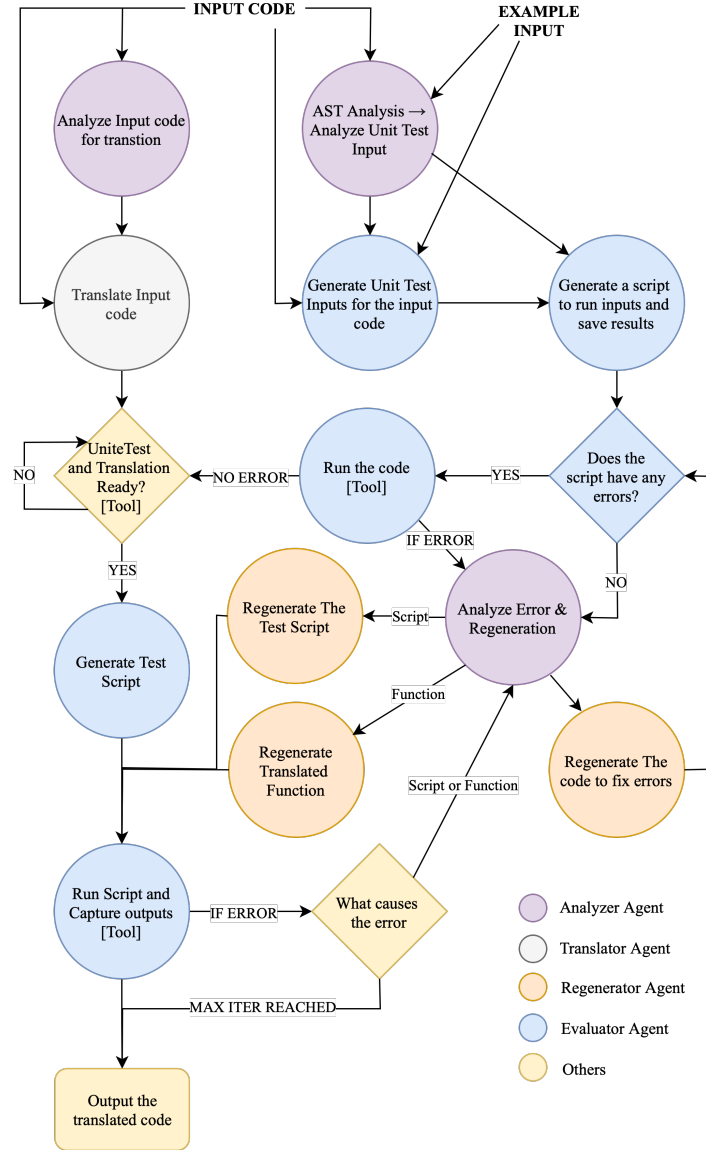 INPUT CODE
EXAMPLE
INPUT
Analyze Input code
for transtion
AST Analysis →
Analyze Unit Test
Input
Translate Input
code
Generate Unit Test
Inputs for the input
code
Generate a script
to run inputs and
save results
UniteTest
and Translation
Ready?
[Tool]
NO
NO ERROR
Run the code
[Tool]
YES
Does the
script have any
errors?
IF ERROR
YES
NO
Regenerate The
Test Script
Script
Analyze Error &
Regeneration
Generate Test
Script
Function
Regenerate
Translated
Function
Regenerate The
code to fix errors
Script or Function
Run Script and
Capture outputs
[Tool]
IF ERROR
What causes
the error
MAX ITER REACHED
Output the
translated code
Analyzer Agent
Translator Agent
Regenerator Agent
Evaluator Agent
Others